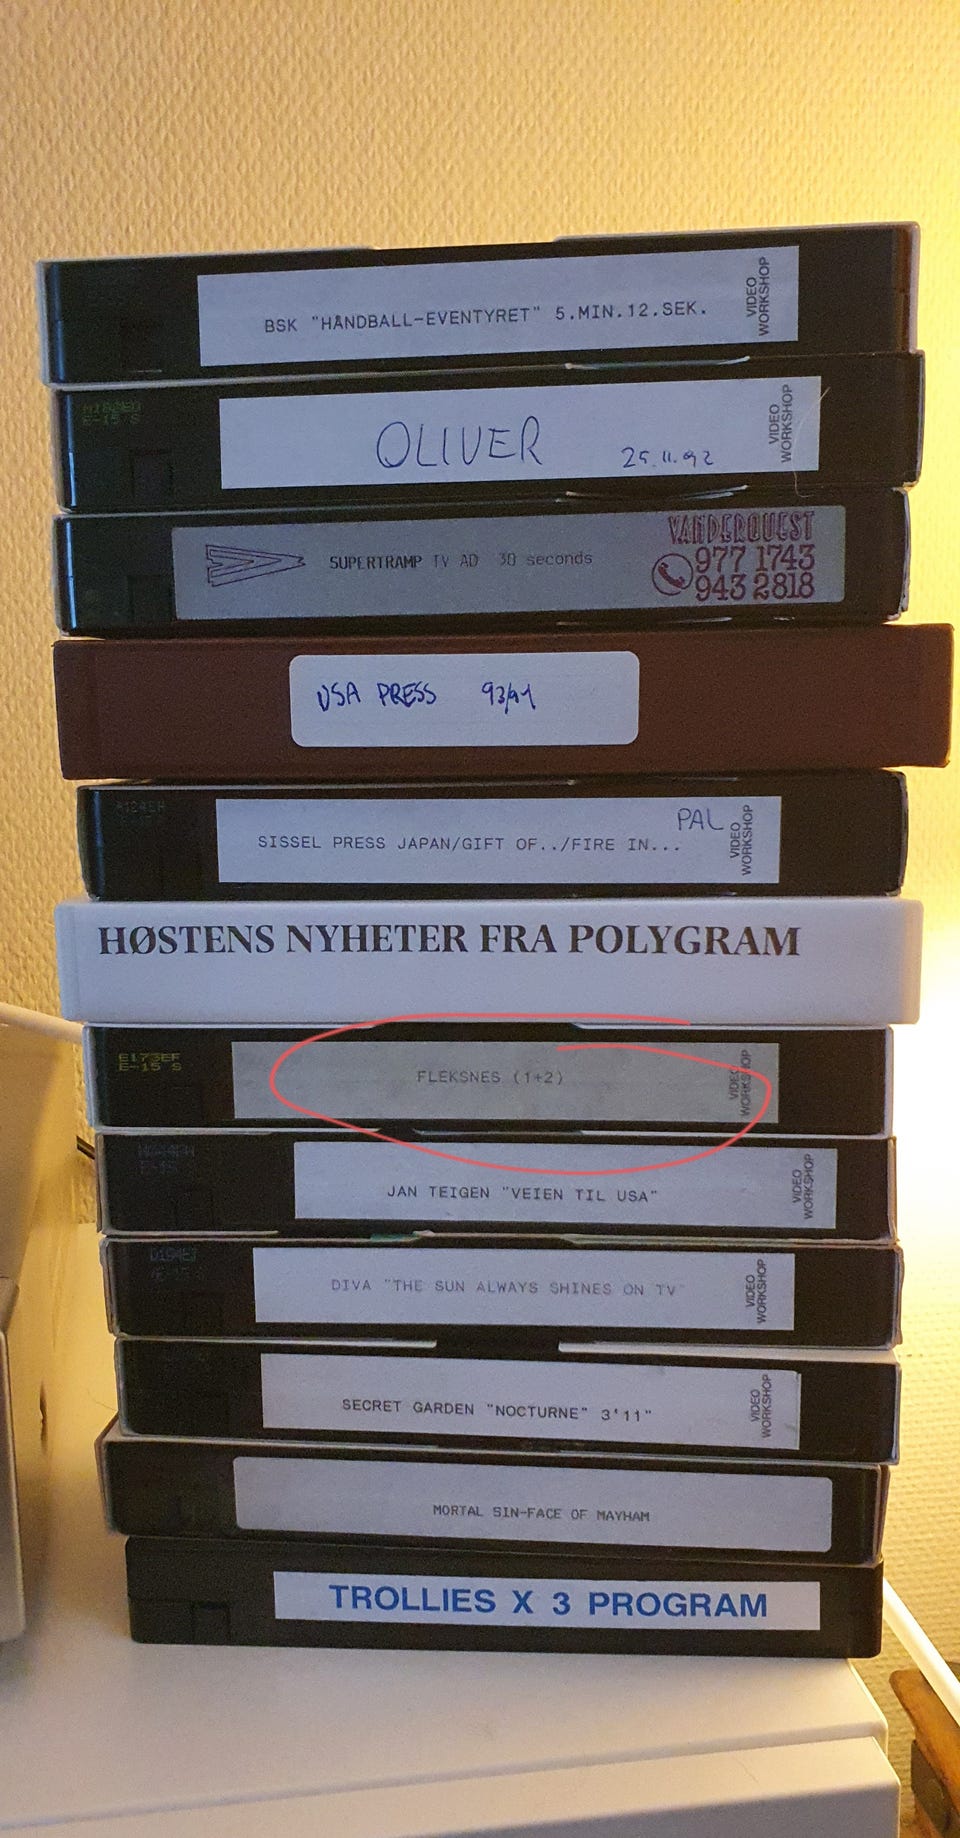 BSK "HÅNDBALL-EVENTYRET" 5.MIN.12.SEK.
VIDEO
WORKSHOP
E-15 S
OLIVER
25.11.92
VIDEO
WORKSHOP
SUPERTRAMP TV AD 30 seconds
VANDERQUEST
977 1743
943 2818
USA PRESS 93/94
SISSEL PRESS JAPAN/GIFT OF../FIRE IN...
PAL
VIDEO
WORKSHOP
HØSTENS NYHETER FRA POLYGRAM
E173EF
E-15 S
FLEKSNES (1+2)
VIDEO
WORKSHOP
E-15
JAN TEIGEN "VEIEN TIL USA"
VIDEO
WORKSHOP
DIVA "THE SUN ALWAYS SHINES ON TV"
VIDEO
WORKSHOP
SECRET GARDEN "NOCTURNE" 3'11"
VIDEO
WORKSHOP
MORTAL SIN-FACE OF MAYHAM
TROLLIES X 3 PROGRAM